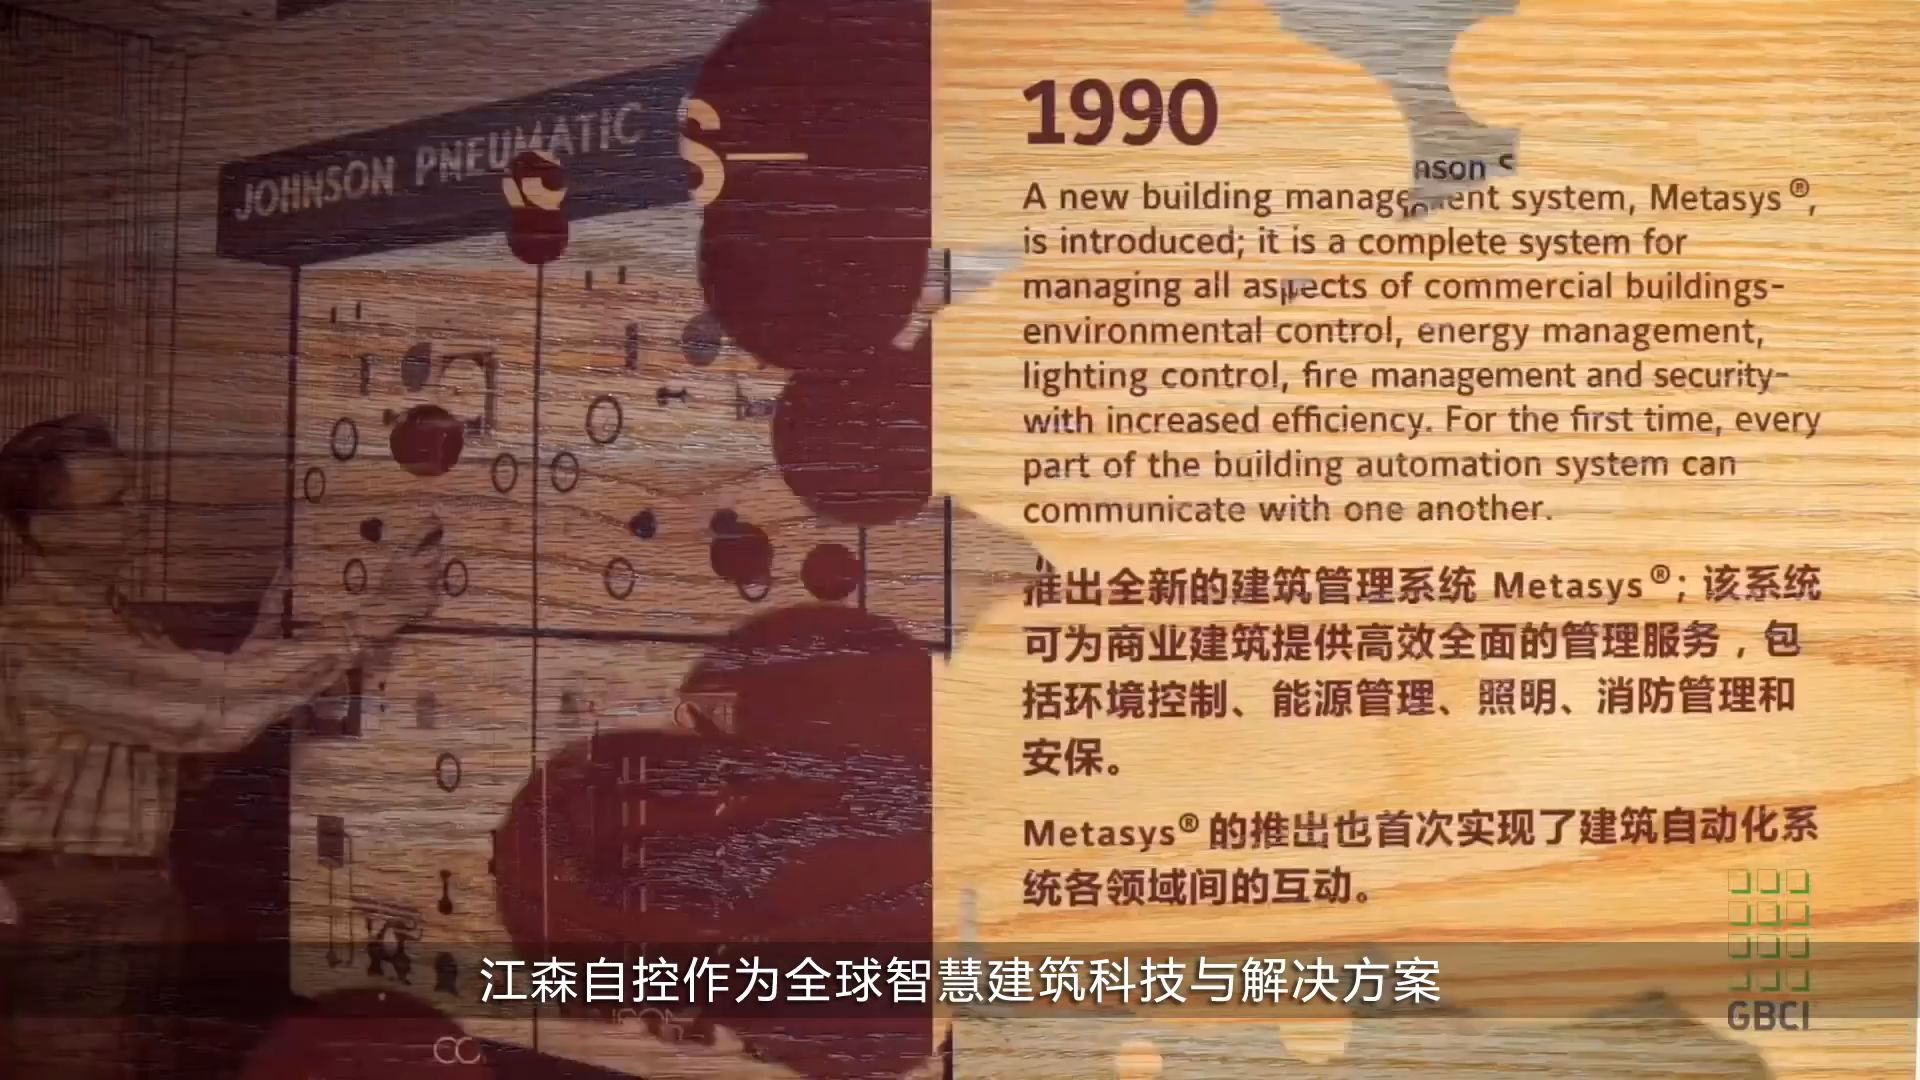 JOHNSON PNEUMATIC
1990
nson
A new building management system, Metasys®,
is introduced; it is a complete system for
managing all aspects of commercial buildings-
environmental control, energy management,
lighting control, fire management and security-
with increased efficiency. For the first time, every
part of the building automation system can
communicate with one another.
推出全新的建筑管理系统 Metasys®；该系统
可为商业建筑提供高效全面的管理服务，包
括环境控制、能源管理、照明、消防管理和
安保。
Metasys® 的推出也首次实现了建筑自动化系
统各领域间的互动。
江森自控作为全球智慧建筑科技与解决方案
GBCI